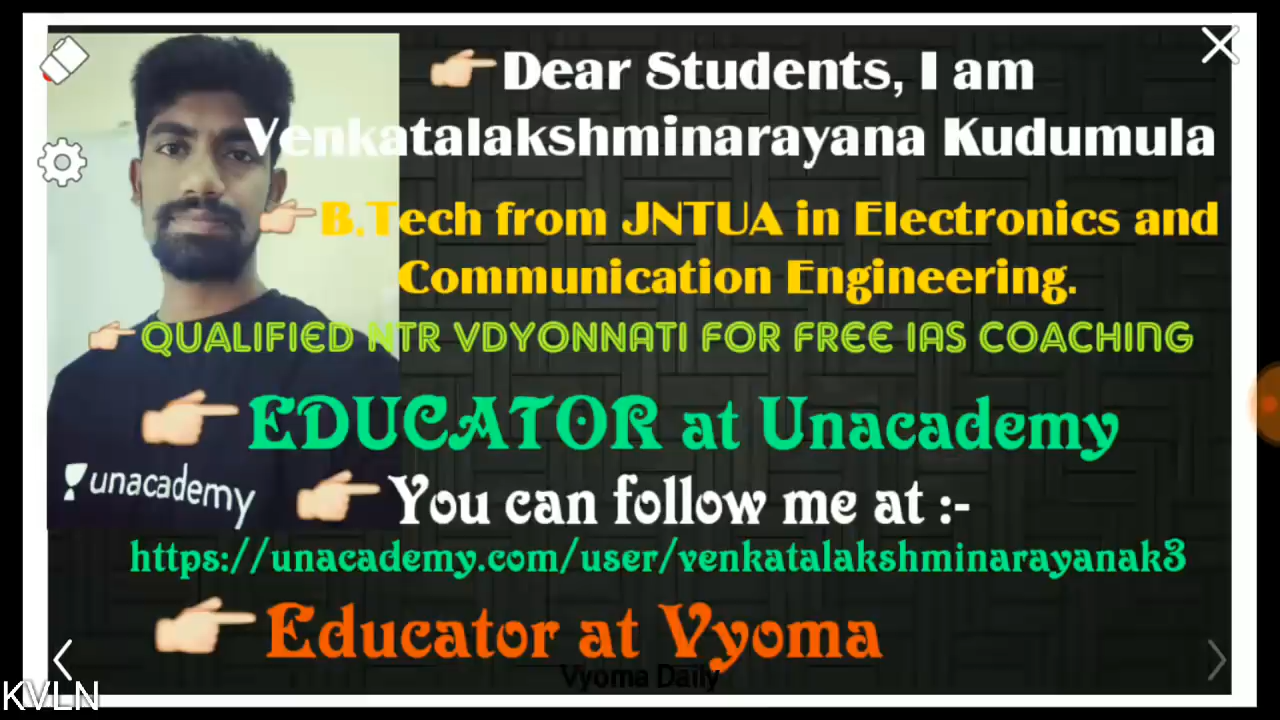 Dear Students, I am
Venkatalakshminarayana Kudumula
B.Tech from JNTUA in Electronics and
Communication Engineering.
QUALIFIED NTR VDYONNATI FOR FREE IAS COACHING
EDUCATOR at Unacademy
unacademy
You can follow me at :-
https://unacademy.com/user/venkatalakshminarayanak3
Educator at Vyoma
Vyoma Daily
KVLN